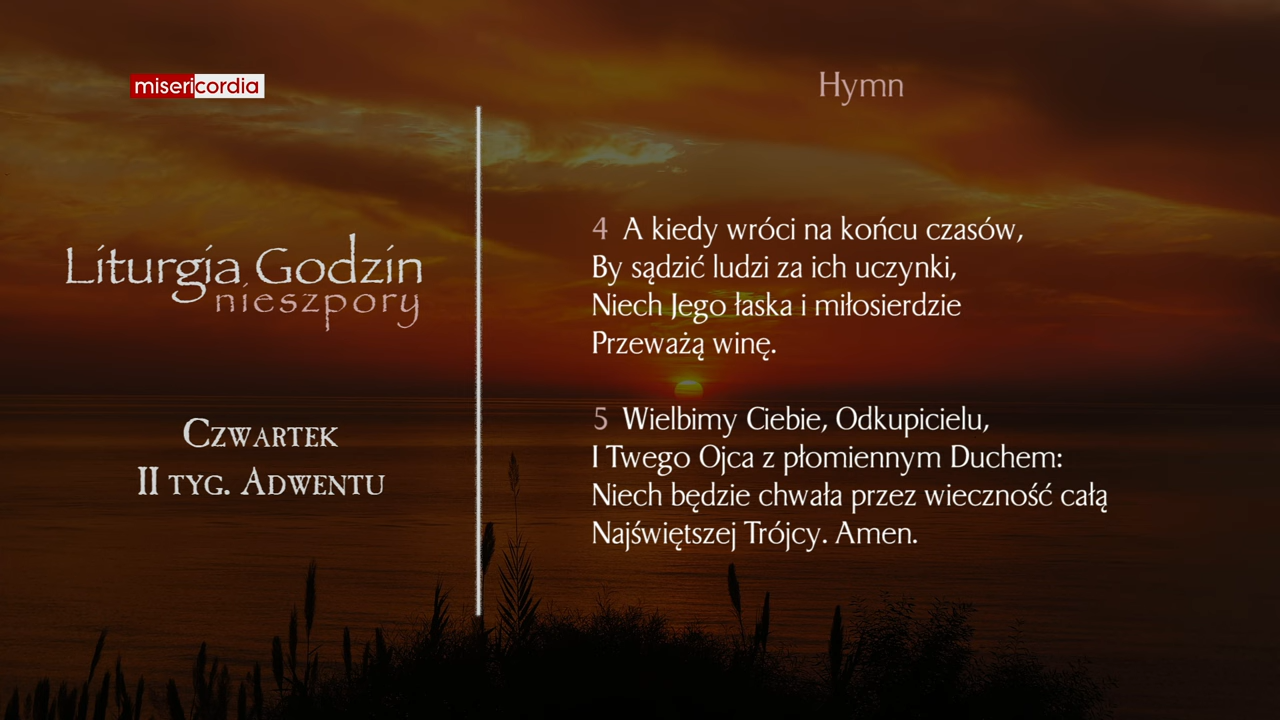 misericordia
Liturgia Godzin
nieszpory
Czwartek
II tyg. Adwentu
Hymn
4 A kiedy wróci na końcu czasów,
By sądzić ludzi za ich uczynki,
Niech Jego łaska i miłosierdzie
Przeważą winę.
5 Wielbimy Ciebie, Odkupicielu,
I Twego Ojca z płomiennym Duchem:
Niech będzie chwała przez wieczność całą
Najświętszej Trójcy. Amen.